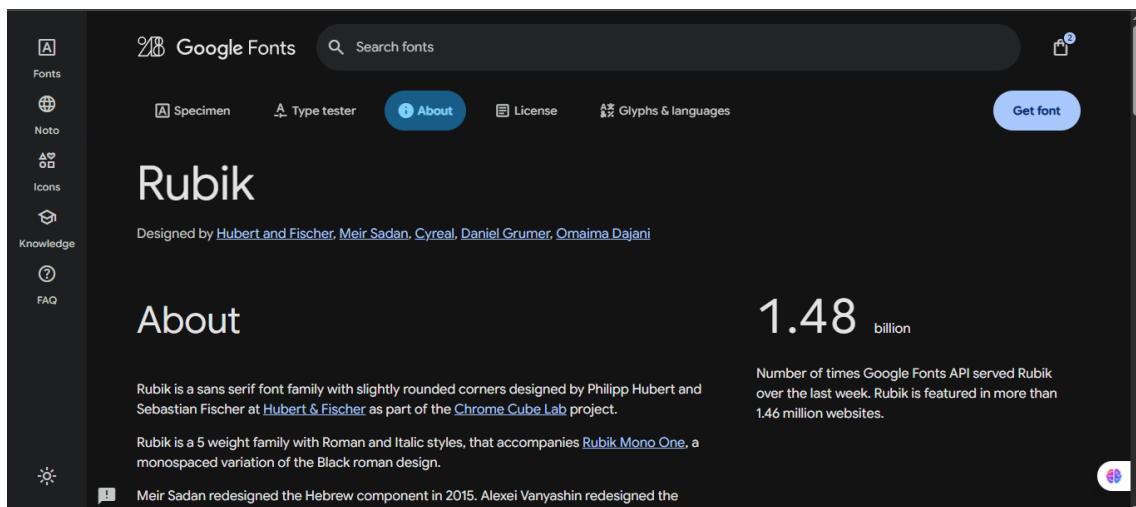 Google Fonts
Search fonts
2
Fonts
Noto
Icons
Knowledge
FAQ
Specimen
Type tester
About
License
Glyphs & languages
Get font
Rubik
Designed by Hubert and Fischer, Meir Sadan, Cyreal, Daniel Grumer, Omaima Dajani
About
Rubik is a sans serif font family with slightly rounded corners designed by Philipp Hubert and
Sebastian Fischer at Hubert & Fischer as part of the Chrome Cube Lab project.
Rubik is a 5 weight family with Roman and Italic styles, that accompanies Rubik Mono One, a
monospaced variation of the Black roman design.
Meir Sadan redesigned the Hebrew component in 2015. Alexei Vanyashin redesigned the
1.48 billion
Number of times Google Fonts API served Rubik
over the last week. Rubik is featured in more than
1.46 million websites.